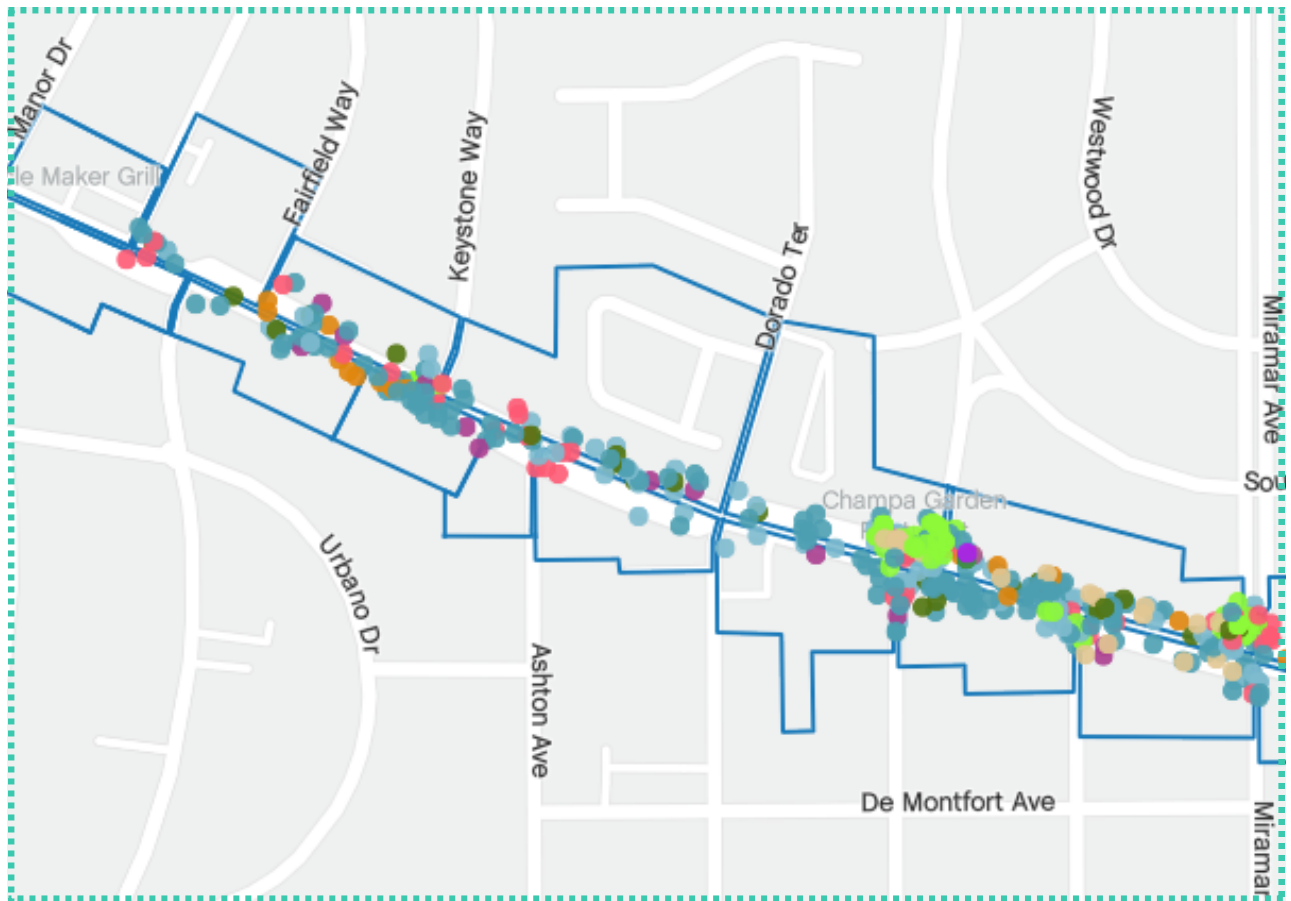 Manor Dr
le Maker Grill
Fairfield Way
Keystone Way
Dorado Ter
Westwood Dr
Miramar Ave
Sou
Champa Garden
Urbano Dr
Ashton Ave
De Montfort Ave
Miramar